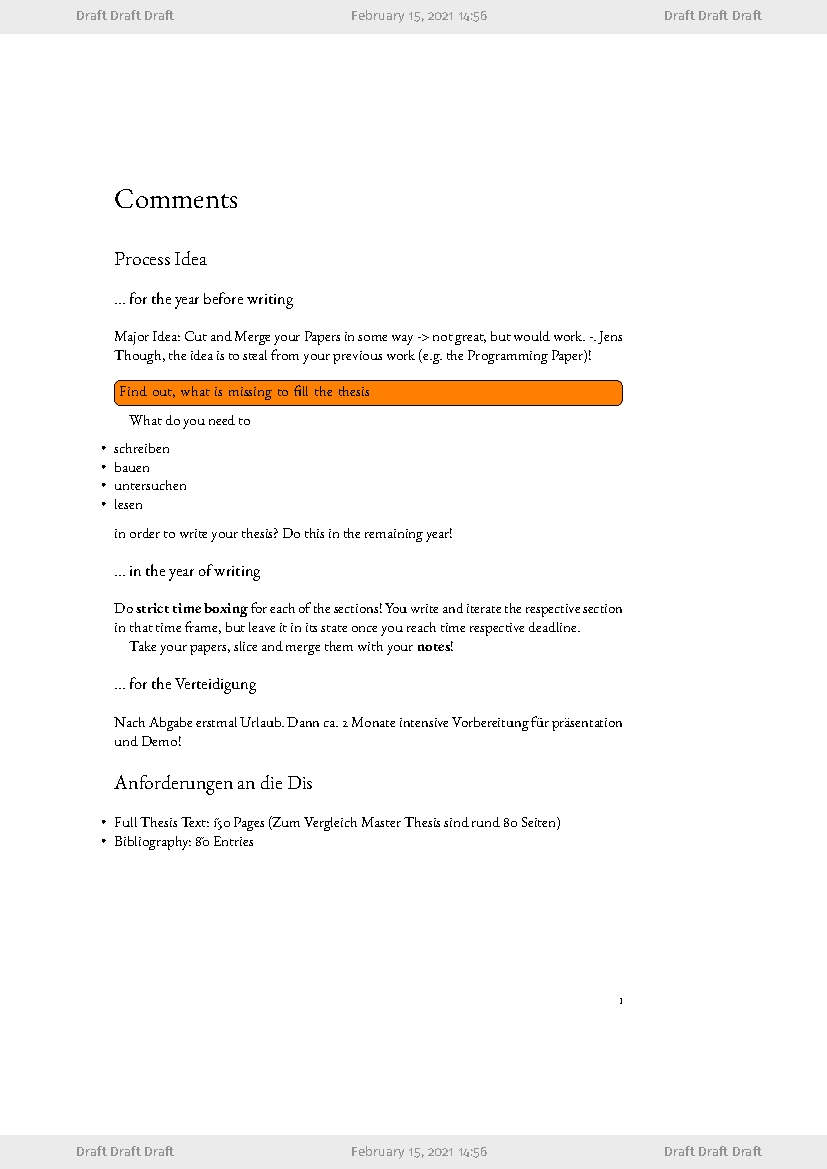 Draft Draft Draft February 15, 2021 14:56 Draft Draft Draft
Comments
Process Idea
... for the year before writing
Major Idea: Cut and Merge your Papers in some way -> not great, but would work. -. Jens
Though, the idea is to steal from your previous work (e.g. the Programming Paper)!
Find out, what is missing to fill the thesis
What do you need to
• schreiben
• bauen
• untersuchen
• lesen
in order to write your thesis? Do this in the remaining year!
... in the year of writing
Do strict time boxing for each of the sections! You write and iterate the respective section
in that time frame, but leave it in its state once you reach time respective deadline.
Take your papers, slice and merge them with your notes!
... for the Verteidigung
Nach Abgabe erstmal Urlaub. Dann ca. 2 Monate intensive Vorbereitung für präsentation
und Demo!
Anforderungen an die Dis
• Full Thesis Text: 150 Pages (Zum Vergleich Master Thesis sind rund 80 Seiten)
• Bibliography: 80 Entries
1
Draft Draft Draft February 15, 2021 14:56 Draft Draft Draft